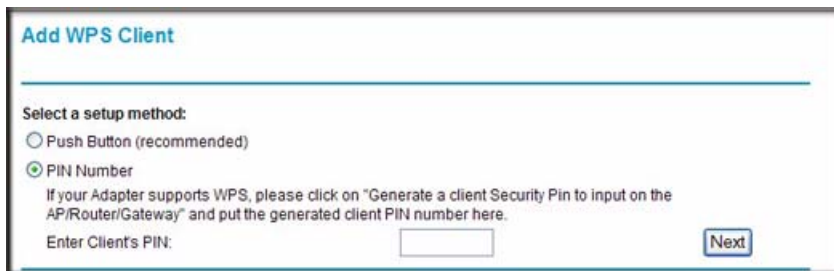 Add WPS Client
Select a setup method:
Push Button (recommended)
PIN Number
If your Adapter supports WPS, please click on "Generate a client Security Pin to input on the
AP/Router/Gateway" and put the generated client PIN number here.
Enter Client's PIN:
Next